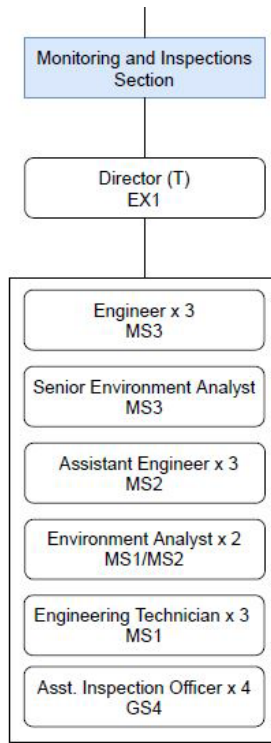 Monitoring and Inspections
Section
Director (T)
EX1
Engineer x 3
MS3
Senior Environment Analyst
MS3
Assistant Engineer x 3
MS2
Environment Analyst x 2
MS1/MS2
Engineering Technician x 3
MS1
Asst. Inspection Officer x 4
GS4